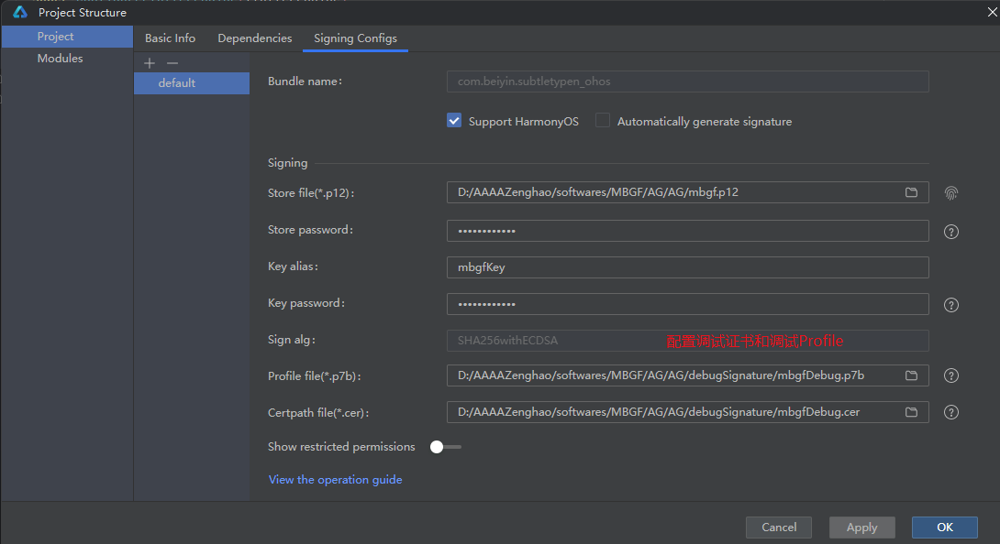 Project Structure
Project
Modules
Basic Info
Dependencies
Signing Configs
default
Bundle name:
com.beiyin.subtletypen_ohos
Support HarmonyOS
Automatically generate signature
Signing
Store file(*.p12):
D:/AAAAZenghao/softwares/MBGF/AG/AG/mbgf.p12
Store password:
••••••••••••
Key alias:
mbgfKey
Key password:
••••••••••••
Sign alg:
SHA256withECDSA
配置调试证书和调试Profile
Profile file(*.p7b):
D:/AAAAZenghao/softwares/MBGF/AG/AG/debugSignature/mbgfDebug.p7b
Certpath file(*.cer):
D:/AAAAZenghao/softwares/MBGF/AG/AG/debugSignature/mbgfDebug.cer
Show restricted permissions
View the operation guide
Cancel
Apply
OK